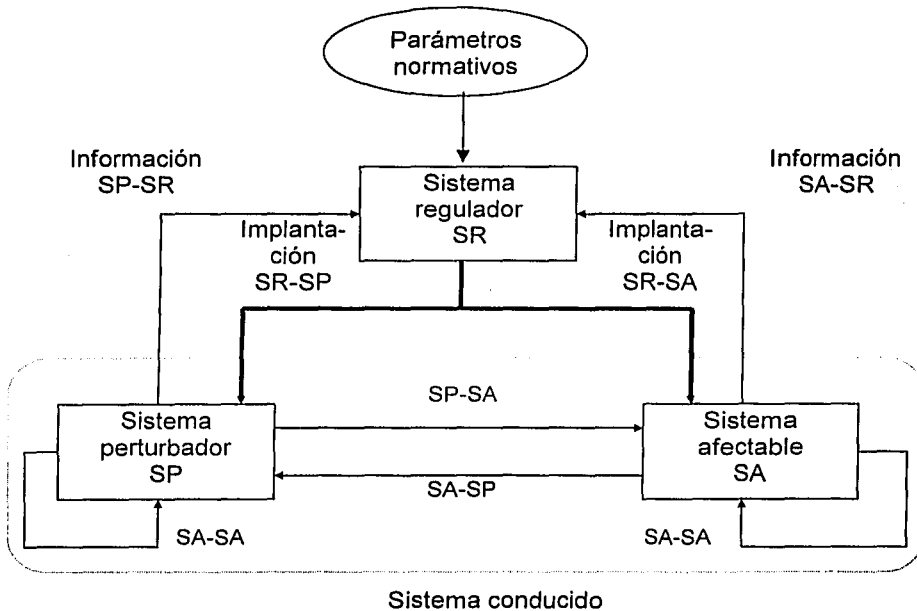 Parámetros
normativos
Información
SP-SR
Información
SA-SR
Sistema
regulador
SR
Implanta-
ción
SR-SP
Implanta-
ción
SR-SA
Sistema
perturbador
SP
SP-SA
SA-SP
Sistema
afectable
SA
SA-SA
SA-SA
Sistema conducido